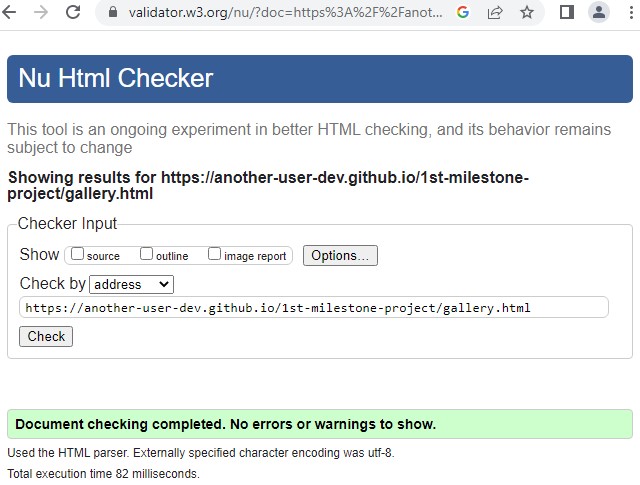 validator.w3.org/nu/?doc=https%3A%2F%2Fanot...
Nu Html Checker
This tool is an ongoing experiment in better HTML checking, and its behavior remains
subject to change
Showing results for https://another-user-dev.github.io/1st-milestone-
project/gallery.html
Checker Input
Show source outline image report Options...
Check by address
https://another-user-dev.github.io/1st-milestone-project/gallery.html
Check
Document checking completed. No errors or warnings to show.
Used the HTML parser. Externally specified character encoding was utf-8.
Total execution time 82 milliseconds.